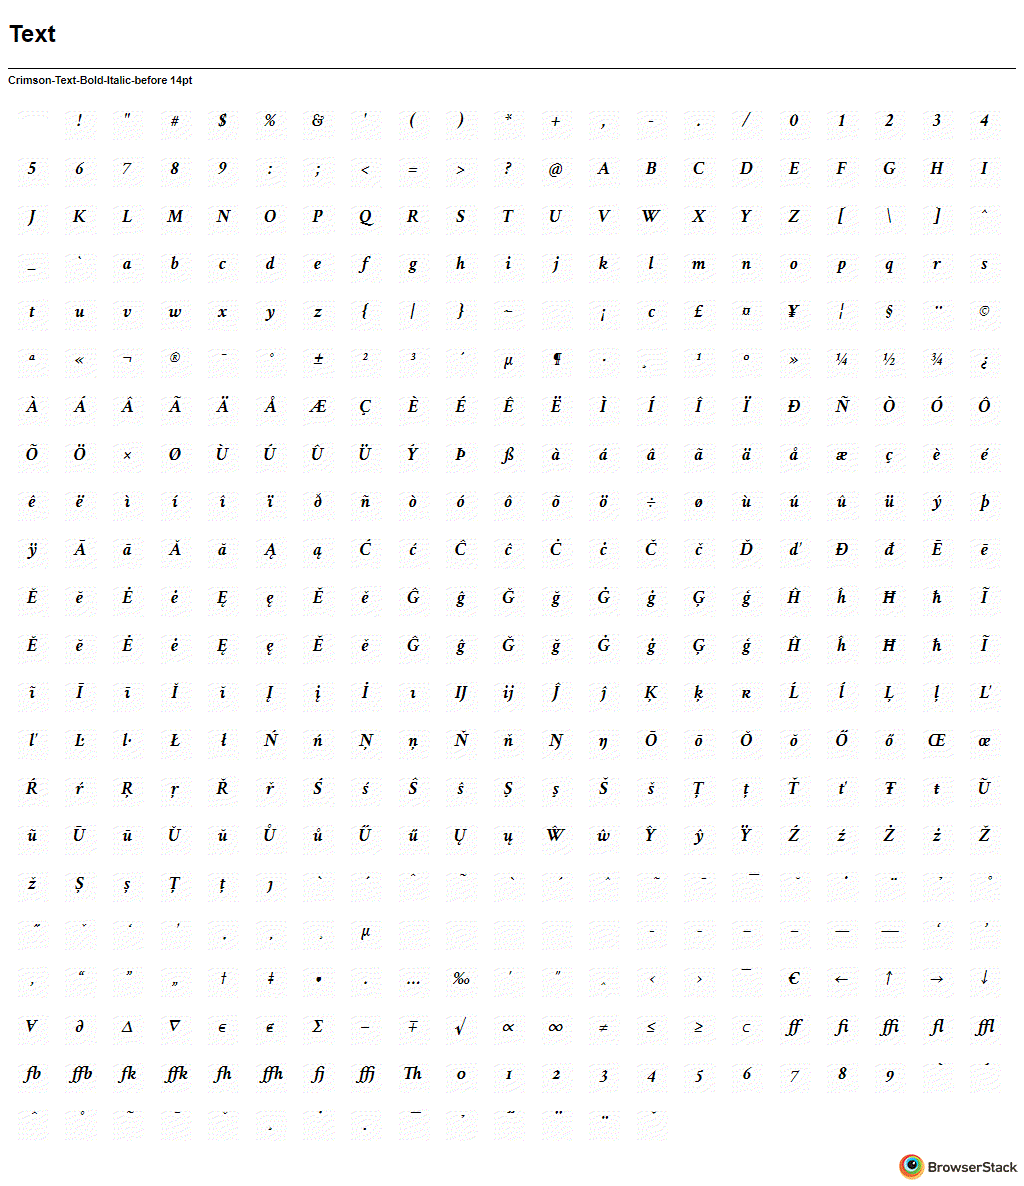 Text
Crimson-Text-Bold-Italic-before 14pt
! " # $ % & ' ( ) * + , - . / 0 1 2 3 4
5 6 7 8 9 : ; < = > ? @ A B C D E F G H I
J K L M N O P Q R S T U V W X Y Z [ \ ] ^
_ ` a b c d e f g h i j k l m n o p q r s
t u v w x y z { | } ~ ¡ c £ ¤ ¥ ¦ § ¨ ©
ª « ¬ ® ¯ ° ± ² ³ ´ µ ¶ · ¸ ¹ º » ¼ ½ ¾ ¿
À Á Â Ã Ä Å Æ Ç È É Ê Ë Ì Í Î Ï Ð Ñ Ò Ó Ô
Õ Ö × Ø Ù Ú Û Ü Ý Þ ß à á â ã ä å æ ç è é
ê ë ì í î ï ð ñ ò ó ô õ ö ÷ ø ù ú û ü ý þ
ÿ Ā ā Ă ă Ą ą Ć ć Ĉ ĉ Ċ ċ Č č Ď ď Đ đ Ē ē
Ĕ ĕ Ė ė Ę ę Ě ě Ĝ ĝ Ğ ğ Ġ ġ Ģ ģ Ĥ ĥ Ħ ħ Ĩ
Ĕ ĕ Ė ė Ę ę Ě ě Ĝ ĝ Ğ ğ Ġ ġ Ģ ģ Ĥ ĥ Ħ ħ Ĩ
ĩ Ī ī Ĭ ĭ Į į İ ı Ĳ ĳ Ĵ ĵ Ķ ķ ĸ Ĺ ĺ Ļ ļ Ľ
ľ Ŀ ŀ Ł ł Ń ń Ņ ņ Ň ň Ŋ ŋ Ō ō Ŏ ŏ Ő ő Œ œ
Ŕ ŕ Ŗ ŗ Ř ř Ś ś Ŝ ŝ Ş ş Š š Ţ ţ Ť ť Ŧ ŧ Ũ
ũ Ū ū Ŭ ŭ Ů ů Ű ű Ų ų Ŵ ŵ Ŷ ŷ Ÿ Ź ź Ż ż Ž
ž Ș ș Ț ț ȷ ` ´ ˆ ˜ ˋ ˊ ˆ ˜ ˉ ¯ ˘ ˙ ¨ ̉ ˚
˝ ˇ ʻ ˈ . , ¸ μ ‐ ‑ ‒ – — ― ‘ ’
‚ “ ” „ † ‡ • . … ‰ ′ ″ ‸ ‹ › ‾ € ← ↑ → ↓
∀ ∂ ∆ ∇ ∈ ∉ ∑ − ∓ √ ∝ ∞ ≠ ≤ ≥ ⊂ ff fi ffi fl ffl
fb ffb fk ffk fh ffh fj ffj Th 0 1 2 3 4 5 6 7 8 9 ` ´
ˆ ˚ ˜ ¯ ˇ ¸ ˙ . ¯ ̉ ˜ ¨ ¨ ˇ
BrowserStack